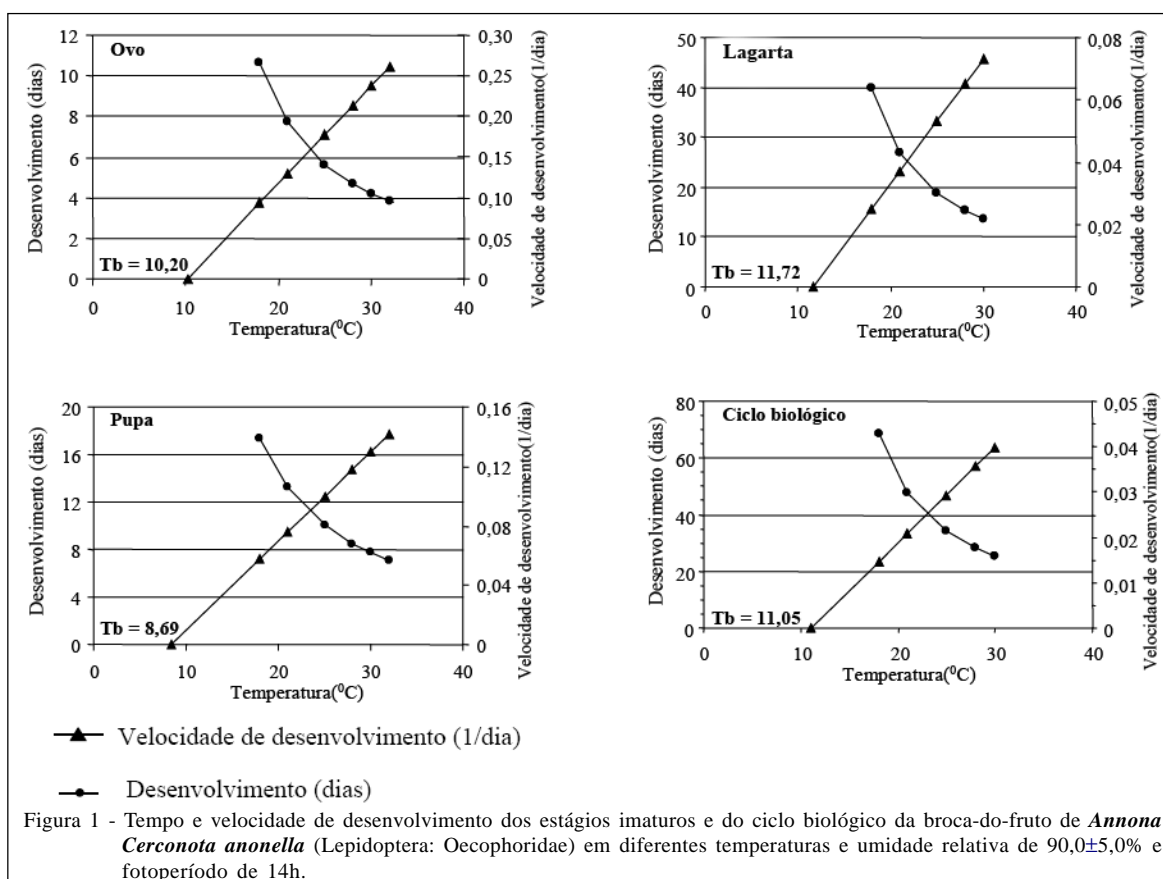 Ovo
Desenvolvimento (dias)
12
10
8
6
4
2
0
0,30
0,25
0,20
0,15
0,10
0,05
0
Velocidade de desenvolvimento(1/dia)
Tb = 10,20
0 10 20 30 40
Temperatura(⁰C)
Lagarta
Desenvolvimento (dias)
50
40
30
20
10
0
0,08
0,06
0,04
0,02
0
Velocidade de desenvolvimento(1/dia)
Tb = 11,72
0 10 20 30 40
Temperatura(⁰C)
Pupa
Desenvolvimento (dias)
20
16
12
8
4
0
0,16
0,12
0,08
0,04
0
Velocidade de desenvolvimento(1/dia)
Tb = 8,69
0 10 20 30 40
Temperatura(⁰C)
Ciclo biológico
Desenvolvimento (dias)
80
60
40
20
0
0,05
0,04
0,03
0,02
0,01
0
Velocidade de desenvolvimento(1/dia)
Tb = 11,05
0 10 20 30 40
Temperatura(⁰C)
Velocidade de desenvolvimento (1/dia)
Desenvolvimento (dias)
Figura 1 - Tempo e velocidade de desenvolvimento dos estágios imaturos e do ciclo biológico da broca-do-fruto de Annona
Cerconota anonella (Lepidoptera: Oecophoridae) em diferentes temperaturas e umidade relativa de 90,0±5,0% e
fotoperíodo de 14h.